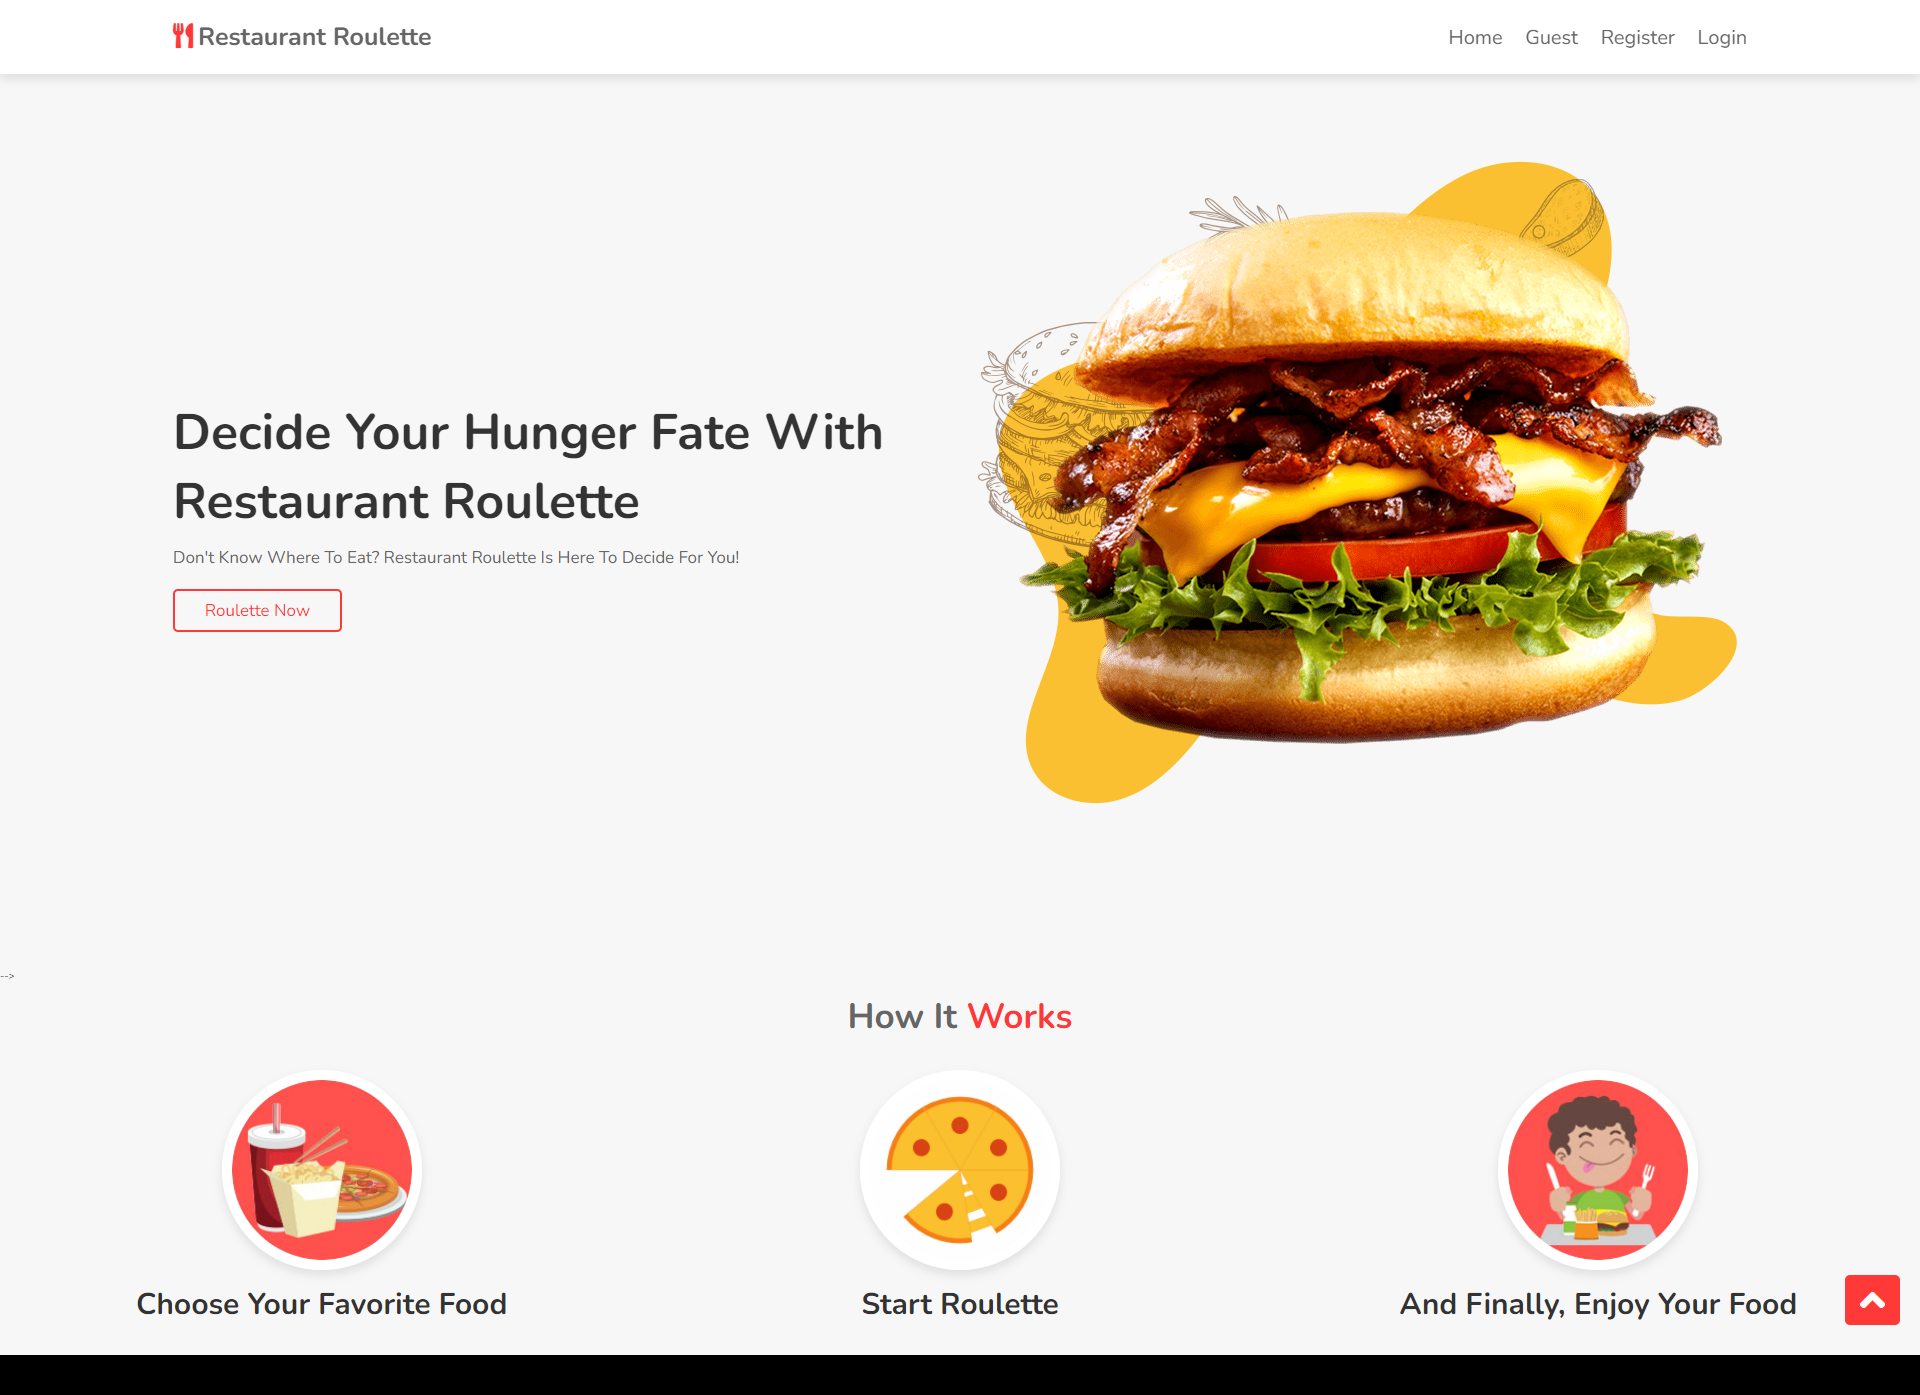 Restaurant Roulette
Home Guest Register Login
Decide Your Hunger Fate With
Restaurant Roulette
Don't Know Where To Eat? Restaurant Roulette Is Here To Decide For You!
Roulette Now
-->
How It Works
Choose Your Favorite Food
Start Roulette
And Finally, Enjoy Your Food